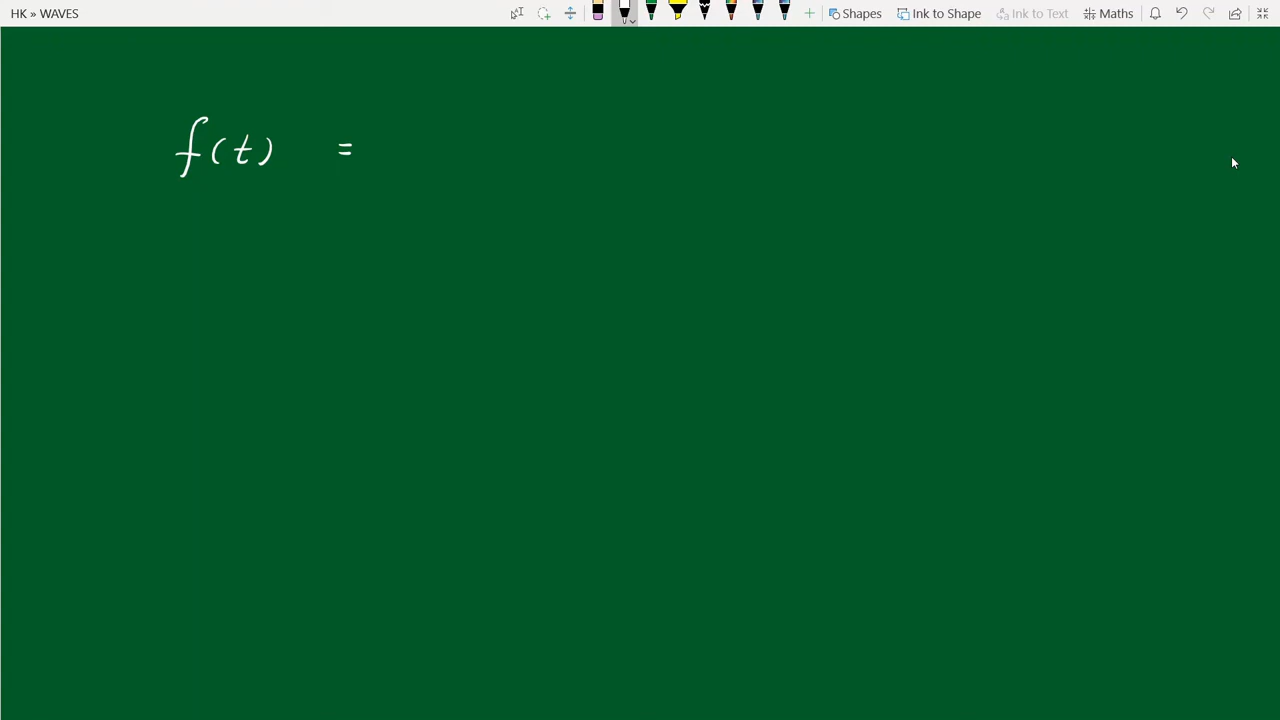 HK » WAVES Shapes Ink to Shape Ink to Text Maths
f(t) =